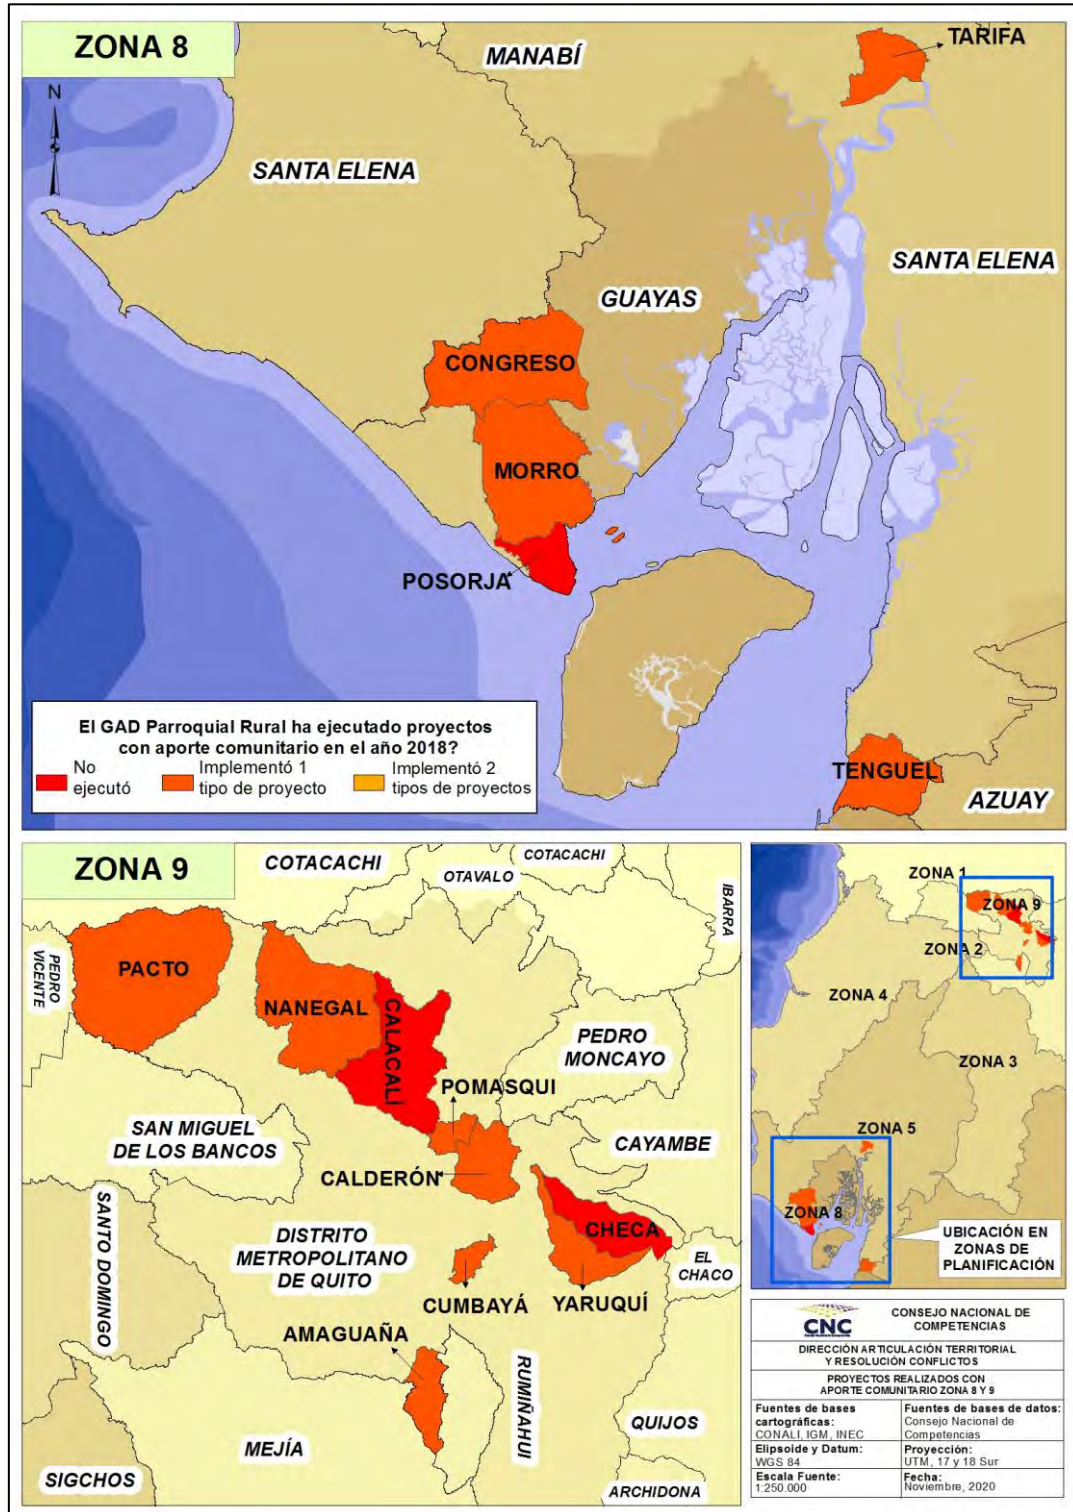 ZONA 8
MANABÍ
TARIFA
N
SANTA ELENA
SANTA ELENA
GUAYAS
CONGRESO
MORRO
POSORJA
El GAD Parroquial Rural ha ejecutado proyectos
con aporte comunitario en el año 2018?
No
ejecutó
Implementó 1
tipo de proyecto
Implementó 2
tipos de proyectos
TENGUEL
AZUAY
ZONA 9
COTACACHI
COTACACHI
OTAVALO
IBARRA
PEDRO
VICENTE
PACTO
NANEGAL
CALACALÍ
PEDRO
MONCAYO
POMASQUI
SAN MIGUEL
DE LOS BANCOS
CAYAMBE
CALDERÓN
SANTO DOMINGO
CHECA
DISTRITO
METROPOLITANO
DE QUITO
EL
CHACO
CUMBAYÁ
YARUQUÍ
AMAGUAÑA
RUMIÑAHUI
QUIJOS
MEJÍA
SIGCHOS
ARCHIDONA
ZONA 1
ZONA 9
ZONA 2
ZONA 4
ZONA 3
ZONA 5
ZONA 8
UBICACIÓN EN
ZONAS DE
PLANIFICACIÓN
CNC
CONSEJO NACIONAL DE
COMPETENCIAS
DIRECCIÓN ARTICULACIÓN TERRITORIAL
Y RESOLUCIÓN CONFLICTOS
PROYECTOS REALIZADOS CON
APORTE COMUNITARIO ZONA 8 Y 9
Fuentes de bases
cartográficas:
CONALI, IGM, INEC
Fuentes de bases de datos:
Consejo Nacional de
Competencias
Elipsoide y Datum:
WGS 84
Proyección:
UTM, 17 y 18 Sur
Escala Fuente:
1:250.000
Fecha:
Noviembre, 2020